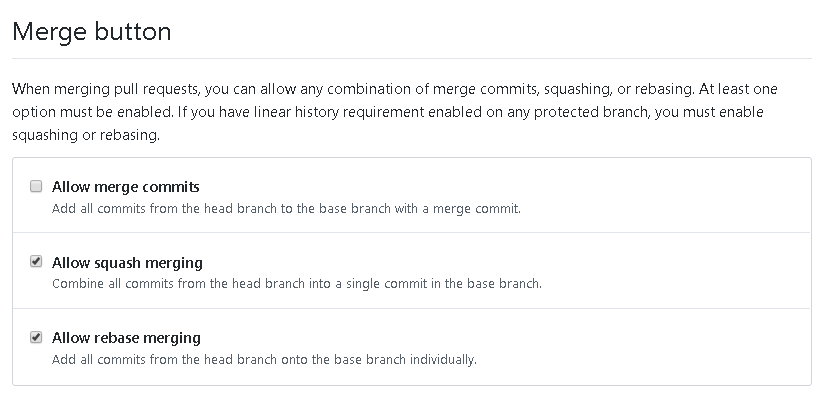 Merge button
When merging pull requests, you can allow any combination of merge commits, squashing, or rebasing. At least one
option must be enabled. If you have linear history requirement enabled on any protected branch, you must enable
squashing or rebasing.
Allow merge commits
Add all commits from the head branch to the base branch with a merge commit.
Allow squash merging
Combine all commits from the head branch into a single commit in the base branch.
Allow rebase merging
Add all commits from the head branch onto the base branch individually.